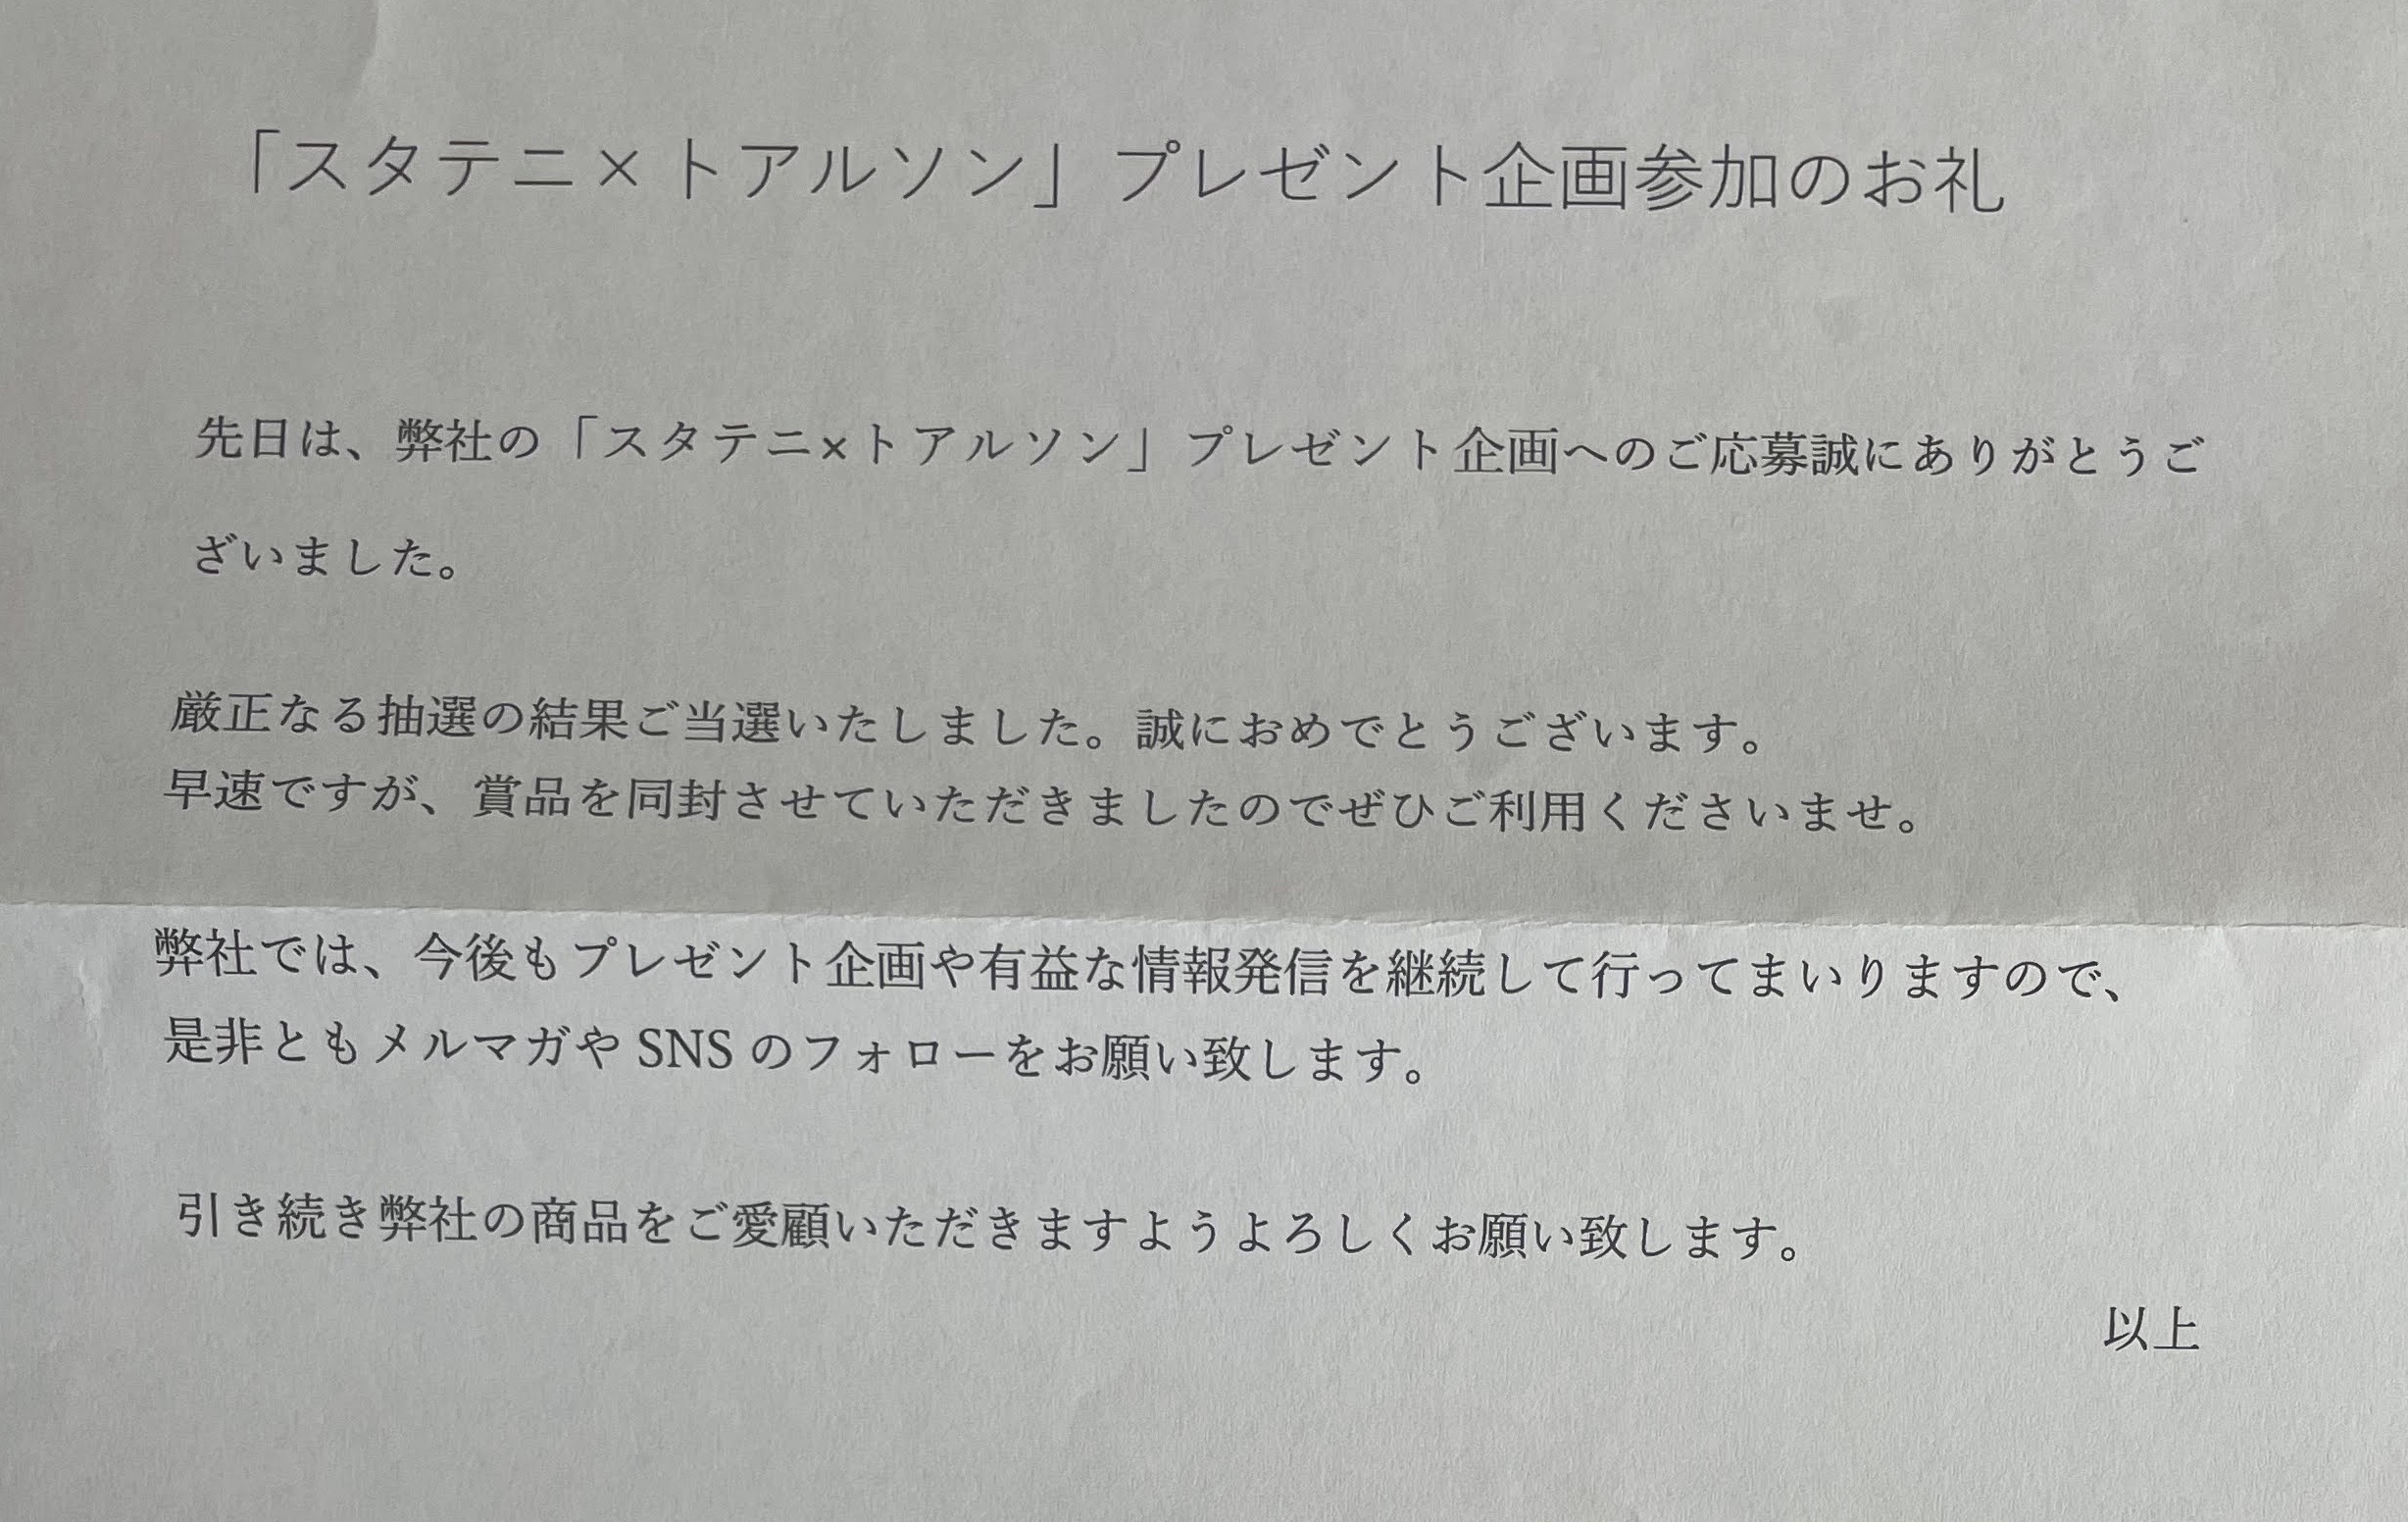 「スタテニ×トアルソン」プレゼント企画参加のお礼
先日は、弊社の「スタテニ×トアルソン」プレゼント企画へのご応募誠にありがとうご
ざいました。
厳正なる抽選の結果ご当選いたしました。誠におめでとうございます。
早速ですが、賞品を同封させていただきましたのでぜひご利用くださいませ。
弊社では、今後もプレゼント企画や有益な情報発信を継続して行ってまいりますので、
是非ともメルマガや SNS のフォローをお願い致します。
引き続き弊社の商品をご愛顧いただきますようよろしくお願い致します。
以上